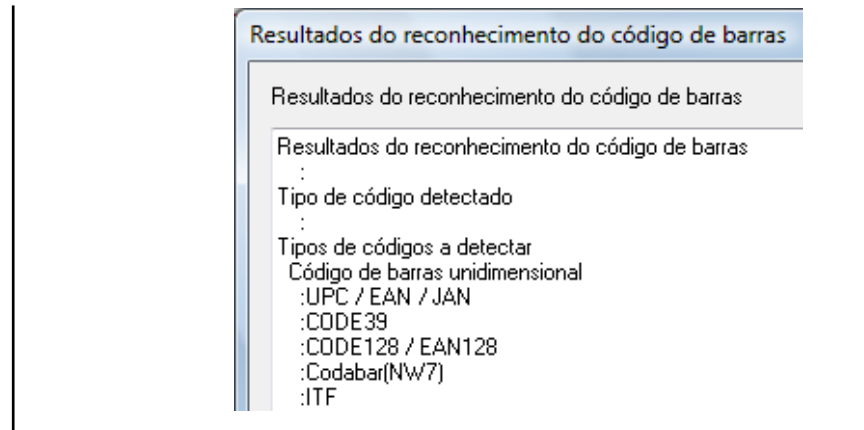 Resultados do reconhecimento do código de barras
Resultados do reconhecimento do código de barras
Resultados do reconhecimento do código de barras
:
Tipo de código detectado
:
Tipos de códigos a detectar
Código de barras unidimensional
:UPC / EAN / JAN
:CODE39
:CODE128 / EAN128
:Codabar(NW7)
:ITF